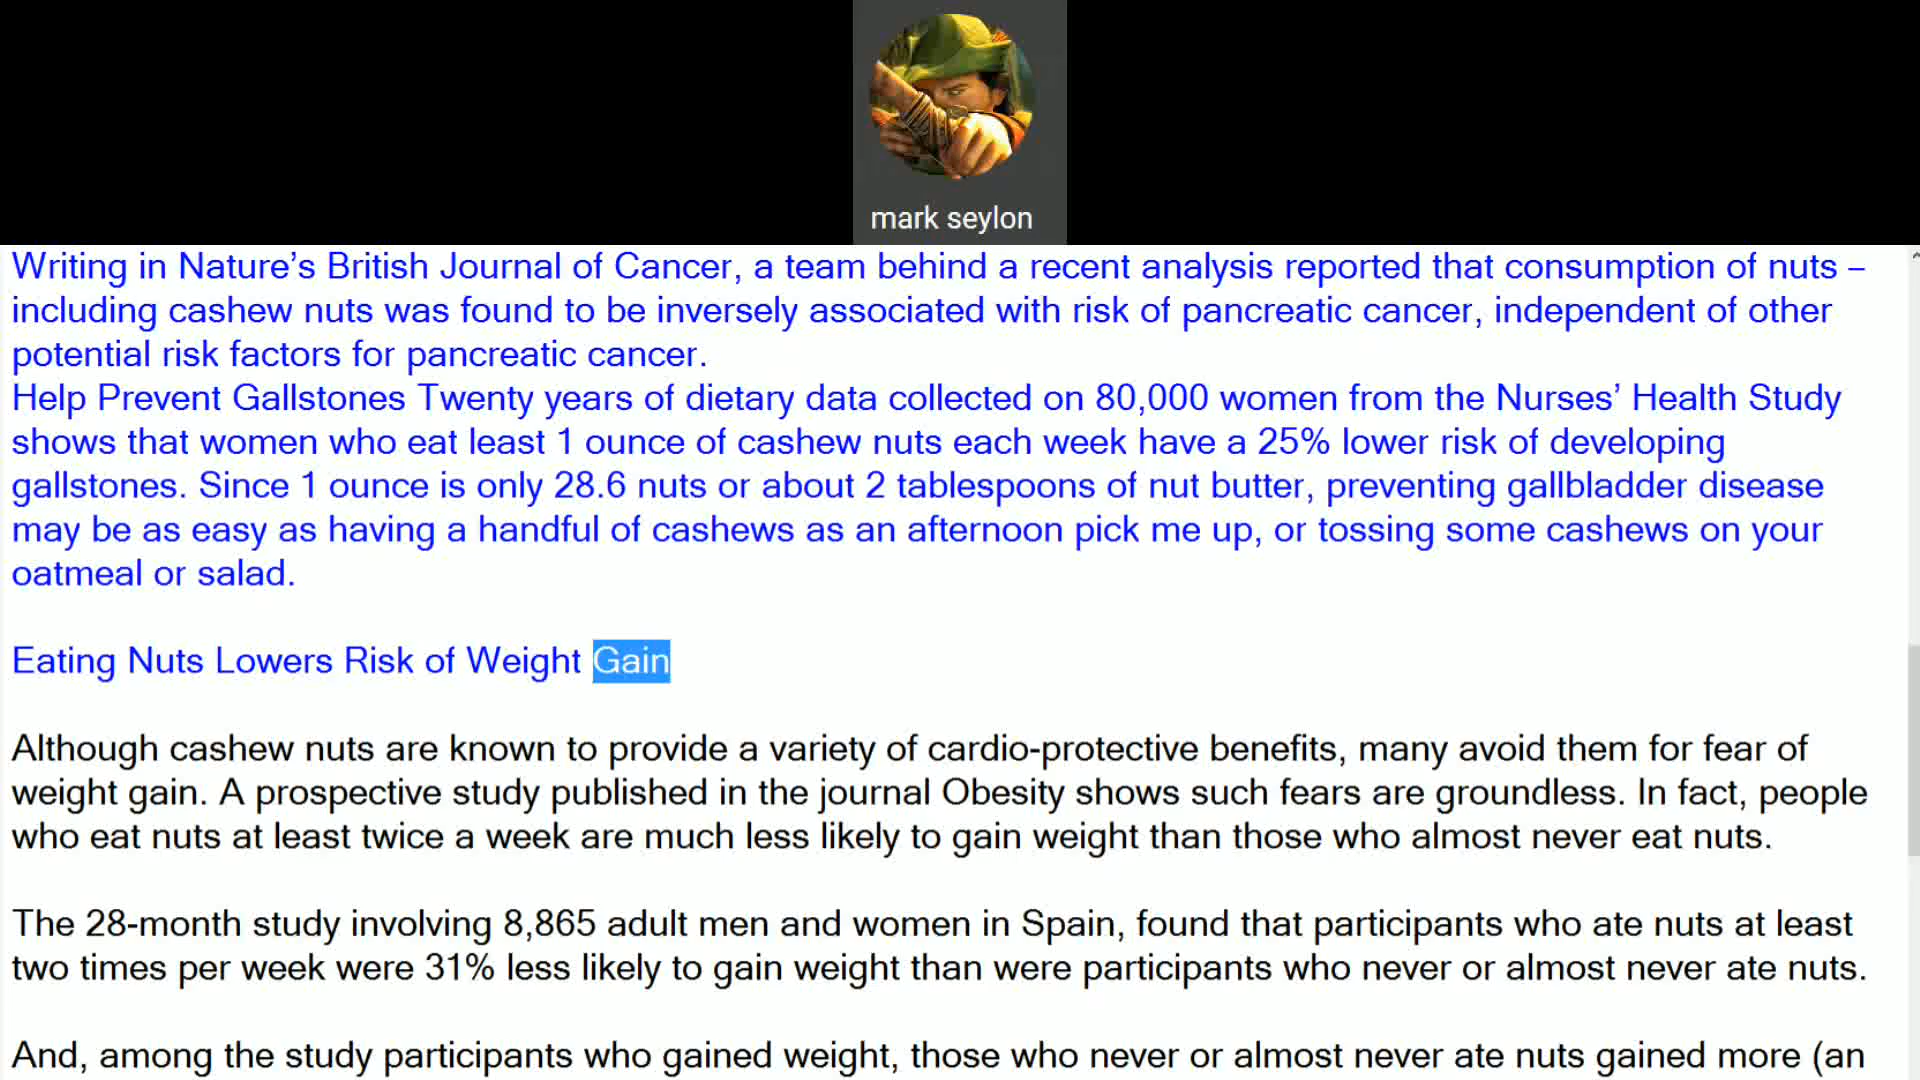 mark seylon
Writing in Nature’s British Journal of Cancer, a team behind a recent analysis reported that consumption of nuts –
including cashew nuts was found to be inversely associated with risk of pancreatic cancer, independent of other
potential risk factors for pancreatic cancer.
Help Prevent Gallstones Twenty years of dietary data collected on 80,000 women from the Nurses’ Health Study
shows that women who eat least 1 ounce of cashew nuts each week have a 25% lower risk of developing
gallstones. Since 1 ounce is only 28.6 nuts or about 2 tablespoons of nut butter, preventing gallbladder disease
may be as easy as having a handful of cashews as an afternoon pick me up, or tossing some cashews on your
oatmeal or salad.
Eating Nuts Lowers Risk of Weight Gain
Although cashew nuts are known to provide a variety of cardio-protective benefits, many avoid them for fear of
weight gain. A prospective study published in the journal Obesity shows such fears are groundless. In fact, people
who eat nuts at least twice a week are much less likely to gain weight than those who almost never eat nuts.
The 28-month study involving 8,865 adult men and women in Spain, found that participants who ate nuts at least
two times per week were 31% less likely to gain weight than were participants who never or almost never ate nuts.
And, among the study participants who gained weight, those who never or almost never ate nuts gained more (an